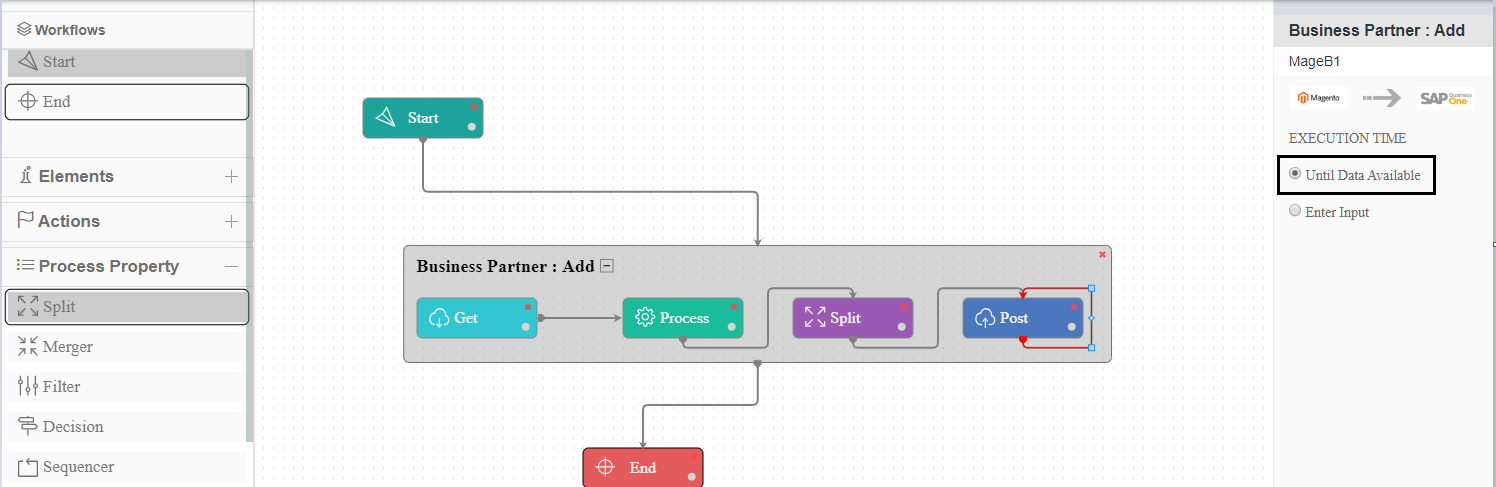 Workflows
Start
End
Elements
Actions
Process Property
Split
Merger
Filter
Decision
Sequencer
Start
Business Partner : Add
Get
Process
Split
Post
End
Business Partner : Add
MageB1
Magento
SAP Business One
EXECUTION TIME
Until Data Available
Enter Input